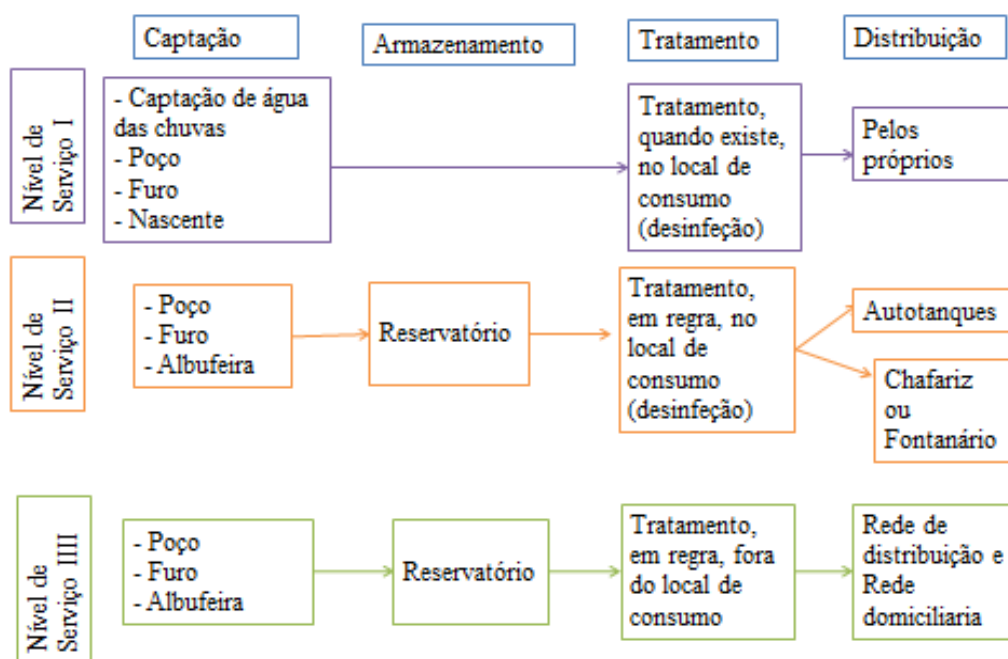 Captação
Armazenamento
Tratamento
Distribuição
Nível de
Serviço I
- Captação de água
das chuvas
- Poço
- Furo
- Nascente
Tratamento,
quando existe,
no local de
consumo
(desinfeção)
Pelos
próprios
Nível de
Serviço II
- Poço
- Furo
- Albufeira
Reservatório
Tratamento,
em regra, no
local de
consumo
(desinfeção)
Autotanques
Chafariz
ou
Fontanário
Nível de
Serviço IIII
- Poço
- Furo
- Albufeira
Reservatório
Tratamento,
em regra, fora
do local de
consumo
Rede de
distribuição e
Rede
domiciliaria